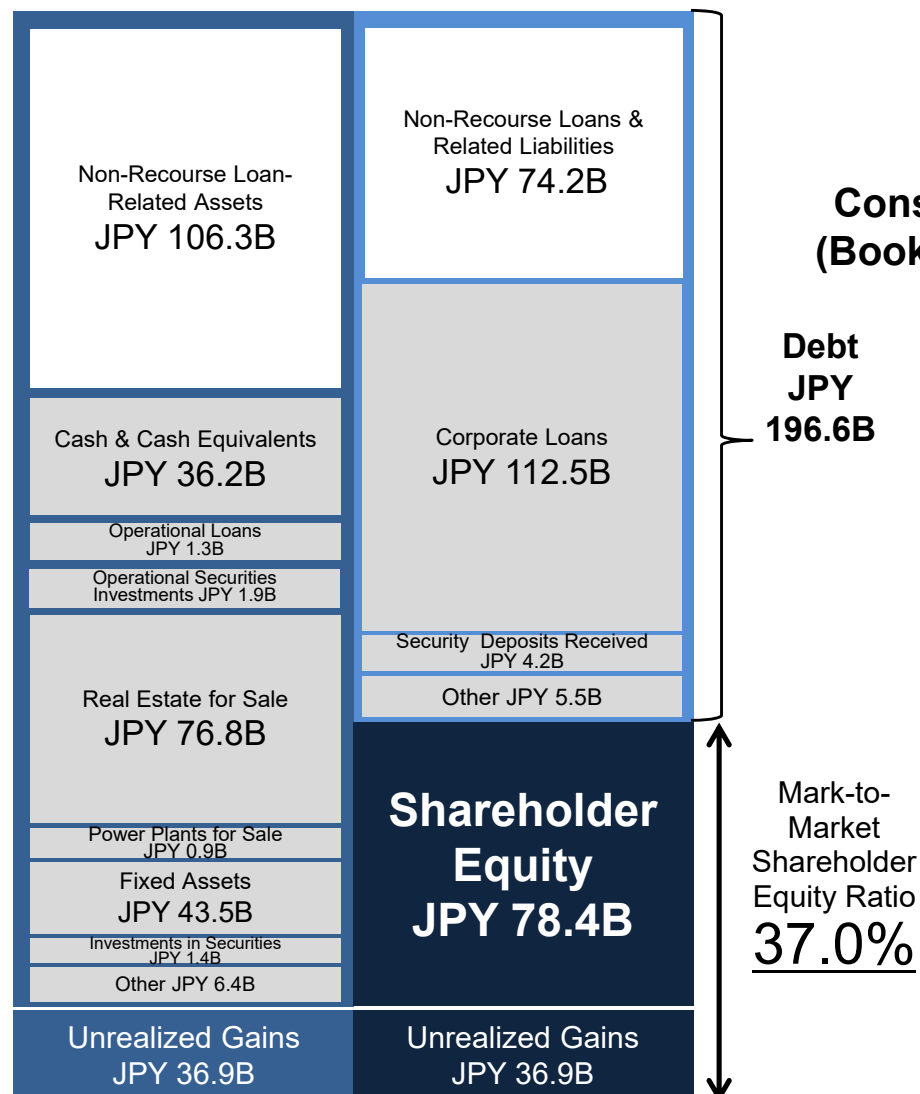 Non-Recourse Loan-
Related Assets
JPY 106.3B
Cash & Cash Equivalents
JPY 36.2B
Operational Loans
JPY 1.3B
Operational Securities
Investments JPY 1.9B
Real Estate for Sale
JPY 76.8B
Power Plants for Sale
JPY 0.9B
Fixed Assets
JPY 43.5B
Investments in Securities
JPY 1.4B
Other JPY 6.4B
Unrealized Gains
JPY 36.9B
Non-Recourse Loans &
Related Liabilities
JPY 74.2B
Corporate Loans
JPY 112.5B
Security Deposits Received
JPY 4.2B
Other JPY 5.5B
Shareholder
Equity
JPY 78.4B
Unrealized Gains
JPY 36.9B
Cons
(Book
Debt
JPY
196.6B
Mark-to-
Market
Shareholder
Equity Ratio
37.0%